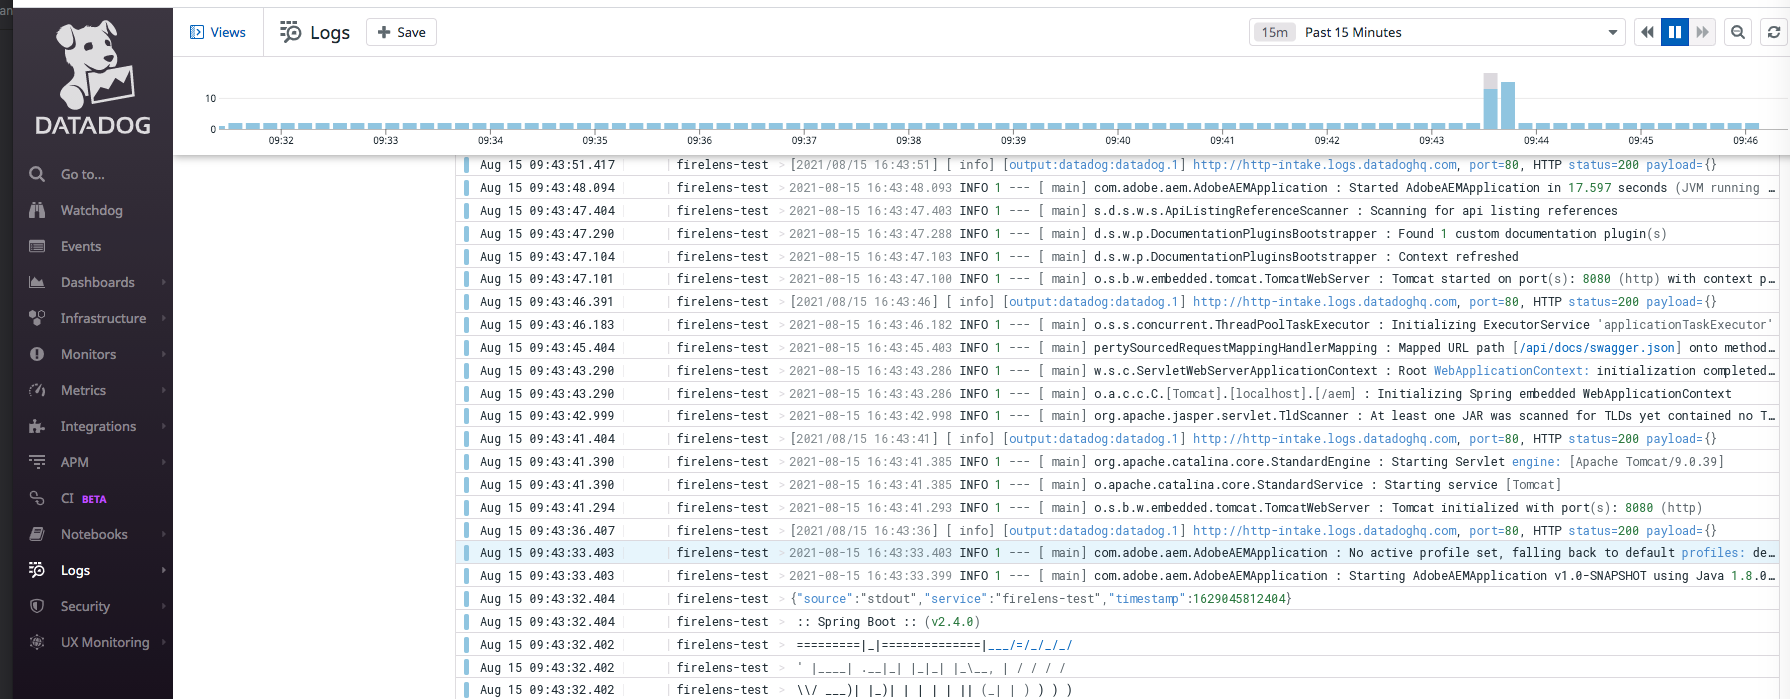 an
DATADOG
Go to...
Watchdog
Events
Dashboards
Infrastructure
Monitors
Metrics
Integrations
APM
CI BETA
Notebooks
Logs
Security
UX Monitoring
Views
Logs
+ Save
15m Past 15 Minutes
10
0
09:32 09:33 09:34 09:35 09:36 09:37 09:38 09:39 09:40 09:41 09:42 09:43 09:44 09:45 09:46
Aug 15 09:43:51.417 firelens-test > [2021/08/15 16:43:51] [ info] [output:datadog:datadog.1] http://http-intake.logs.datadoghq.com, port=80, HTTP status=200 payload={}
Aug 15 09:43:48.094 firelens-test > 2021-08-15 16:43:48.093 INFO 1 --- [ main] com.adobe.aem.AdobeAEMApplication : Started AdobeAEMApplication in 17.597 seconds (JVM running …
Aug 15 09:43:47.404 firelens-test > 2021-08-15 16:43:47.403 INFO 1 --- [ main] s.d.s.w.s.ApiListingReferenceScanner : Scanning for api listing references
Aug 15 09:43:47.290 firelens-test > 2021-08-15 16:43:47.288 INFO 1 --- [ main] d.s.w.p.DocumentationPluginsBootstrapper : Found 1 custom documentation plugin(s)
Aug 15 09:43:47.104 firelens-test > 2021-08-15 16:43:47.103 INFO 1 --- [ main] d.s.w.p.DocumentationPluginsBootstrapper : Context refreshed
Aug 15 09:43:47.101 firelens-test > 2021-08-15 16:43:47.100 INFO 1 --- [ main] o.s.b.w.embedded.tomcat.TomcatWebServer : Tomcat started on port(s): 8080 (http) with context p…
Aug 15 09:43:46.391 firelens-test > [2021/08/15 16:43:46] [ info] [output:datadog:datadog.1] http://http-intake.logs.datadoghq.com, port=80, HTTP status=200 payload={}
Aug 15 09:43:46.183 firelens-test > 2021-08-15 16:43:46.182 INFO 1 --- [ main] o.s.s.concurrent.ThreadPoolTaskExecutor : Initializing ExecutorService 'applicationTaskExecutor'
Aug 15 09:43:45.404 firelens-test > 2021-08-15 16:43:45.403 INFO 1 --- [ main] pertySourcedRequestMappingHandlerMapping : Mapped URL path [/api/docs/swagger.json] onto method…
Aug 15 09:43:43.290 firelens-test > 2021-08-15 16:43:43.286 INFO 1 --- [ main] w.s.c.ServletWebServerApplicationContext : Root WebApplicationContext: initialization completed…
Aug 15 09:43:43.290 firelens-test > 2021-08-15 16:43:43.286 INFO 1 --- [ main] o.a.c.c.C.[Tomcat].[localhost].[/aem] : Initializing Spring embedded WebApplicationContext
Aug 15 09:43:42.999 firelens-test > 2021-08-15 16:43:42.998 INFO 1 --- [ main] org.apache.jasper.servlet.TldScanner : At least one JAR was scanned for TLDs yet contained no T…
Aug 15 09:43:41.404 firelens-test > [2021/08/15 16:43:41] [ info] [output:datadog:datadog.1] http://http-intake.logs.datadoghq.com, port=80, HTTP status=200 payload={}
Aug 15 09:43:41.390 firelens-test > 2021-08-15 16:43:41.385 INFO 1 --- [ main] org.apache.catalina.core.StandardEngine : Starting Servlet engine: [Apache Tomcat/9.0.39]
Aug 15 09:43:41.390 firelens-test > 2021-08-15 16:43:41.385 INFO 1 --- [ main] o.apache.catalina.core.StandardService : Starting service [Tomcat]
Aug 15 09:43:41.294 firelens-test > 2021-08-15 16:43:41.293 INFO 1 --- [ main] o.s.b.w.embedded.tomcat.TomcatWebServer : Tomcat initialized with port(s): 8080 (http)
Aug 15 09:43:36.407 firelens-test > [2021/08/15 16:43:36] [ info] [output:datadog:datadog.1] http://http-intake.logs.datadoghq.com, port=80, HTTP status=200 payload={}
Aug 15 09:43:33.403 firelens-test > 2021-08-15 16:43:33.403 INFO 1 --- [ main] com.adobe.aem.AdobeAEMApplication : No active profile set, falling back to default profiles: de…
Aug 15 09:43:33.403 firelens-test > 2021-08-15 16:43:33.399 INFO 1 --- [ main] com.adobe.aem.AdobeAEMApplication : Starting AdobeAEMApplication v1.0-SNAPSHOT using Java 1.8.0…
Aug 15 09:43:32.404 firelens-test > {"source":"stdout","service":"firelens-test","timestamp":1629045812404}
Aug 15 09:43:32.404 firelens-test > :: Spring Boot :: (v2.4.0)
Aug 15 09:43:32.402 firelens-test > =========|_|==============|___/=/_/_/_/
Aug 15 09:43:32.402 firelens-test > ' |____| .__|_| |_|_| |_\__, | / / / /
Aug 15 09:43:32.402 firelens-test > \\/ ___)| |_)| | | | | || (_| | ) ) ) )